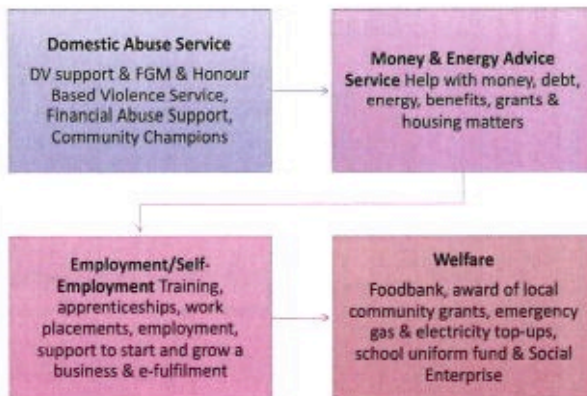 Domestic Abuse Service
DV support & FGM & Honour
Based Violence Service,
Financial Abuse Support,
Community Champions
Money & Energy Advice
Service Help with money, debt,
energy, benefits, grants &
housing matters
Employment/Self-
Employment Training,
apprenticeships, work
placements, employment,
support to start and grow a
business & e-fulfilment
Welfare
Foodbank, award of local
community grants, emergency
gas & electricity top-ups,
school uniform fund & Social
Enterprise